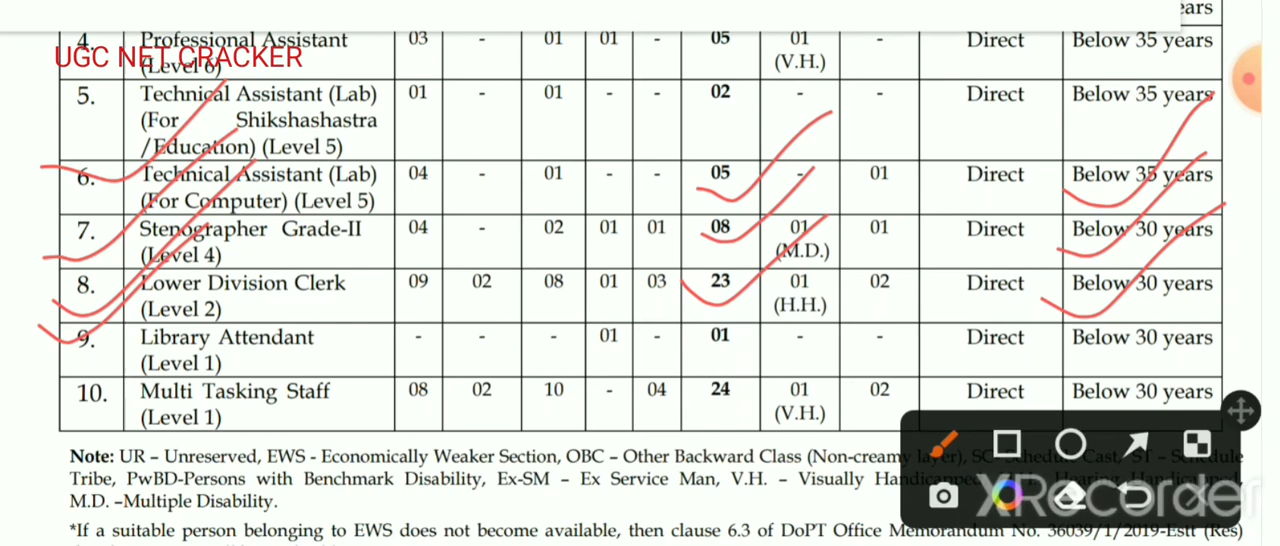 ears
4. Professional Assistant 03 - 01 01 - 05 01 - Direct Below 35 years
(Level 6) (V.H.)
UGC NET CRACKER
5. Technical Assistant (Lab) 01 - 01 - - 02 - - Direct Below 35 years
(For Shikshashastra
/Education) (Level 5)
6. Technical Assistant (Lab) 04 - 01 - - 05 - 01 Direct Below 35 years
(For Computer) (Level 5)
7. Stenographer Grade-II 04 - 02 01 01 08 01 01 Direct Below 30 years
(Level 4) (M.D.)
8. Lower Division Clerk 09 02 08 01 03 23 01 02 Direct Below 30 years
(Level 2) (H.H.)
9. Library Attendant - - - 01 - 01 - - Direct Below 30 years
(Level 1)
10. Multi Tasking Staff 08 02 10 - 04 24 01 02 Direct Below 30 years
(Level 1) (V.H.)
Note: UR – Unreserved, EWS - Economically Weaker Section, OBC – Other Backward Class (Non-creamy layer), SC- Schedule Cast, ST – Schedule
Tribe, PwBD-Persons with Benchmark Disability, Ex-SM – Ex Service Man, V.H. – Visually Handicapped, Hearing Handicapped,
M.D. –Multiple Disability.
XRecorder
*If a suitable person belonging to EWS does not become available, then clause 6.3 of DoPT Office Memorandum No. 36039/1/2019-Estt (Res)